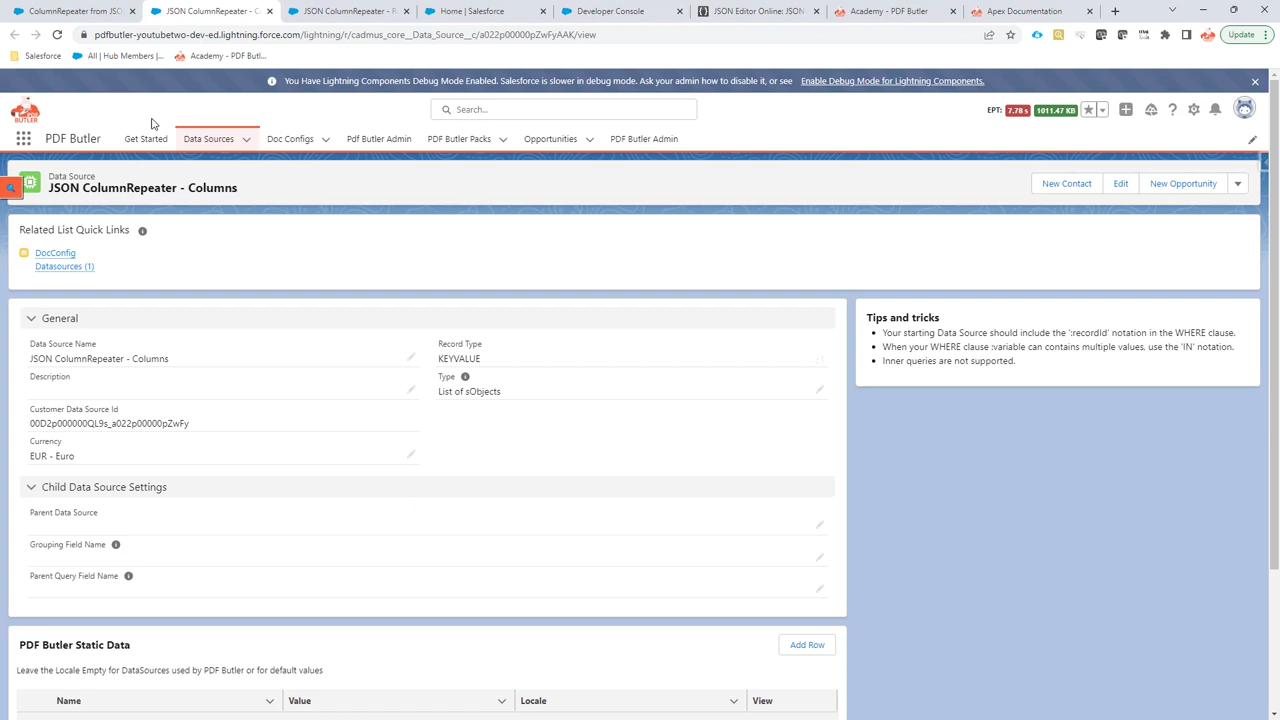 ColumnRepeater from JSO
JSON ColumnRepeater - Co
JSON ColumnRepeater - R
Home | Salesforce
Developer Console
JSON Editor Online: JSON
Academy - PDF Butler
Apex Documentation
pdfbutler-youtubetwo-dev-ed.lightning.force.com/lightning/r/cadmus_core__Data_Source__c/a022p00000pZwFyAAK/view
Update
Salesforce
All | Hub Members |...
Academy - PDF Butl...
You Have Lightning Components Debug Mode Enabled. Salesforce is slower in debug mode. Ask your admin how to disable it, or see Enable Debug Mode for Lightning Components.
Search...
EPT: 7.78 s 1011.47 KB
PDF Butler
Get Started
Data Sources
Doc Configs
Pdf Butler Admin
PDF Butler Packs
Opportunities
PDF Butler Admin
Data Source
JSON ColumnRepeater - Columns
New Contact
Edit
New Opportunity
Related List Quick Links
DocConfig
Datasources (1)
General
Data Source Name
JSON ColumnRepeater - Columns
Record Type
KEYVALUE
Description
Type
List of sObjects
Customer Data Source Id
00D2p000000QL9s_a022p00000pZwFy
Currency
EUR - Euro
Child Data Source Settings
Parent Data Source
Grouping Field Name
Parent Query Field Name
Tips and tricks
Your starting Data Source should include the ':recordId' notation in the WHERE clause.
When your WHERE clause :variable can contains multiple values, use the 'IN' notation.
Inner queries are not supported.
PDF Butler Static Data
Add Row
Leave the Locale Empty for DataSources used by PDF Butler or for default values
Name
Value
Locale
View